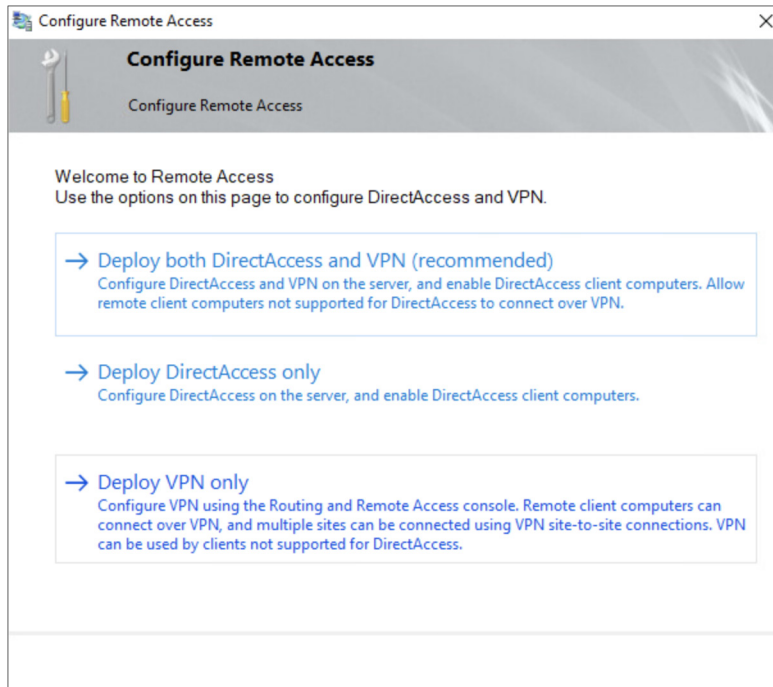 Configure Remote Access
Configure Remote Access
Configure Remote Access
Welcome to Remote Access
Use the options on this page to configure DirectAccess and VPN.
Deploy both DirectAccess and VPN (recommended)
Configure DirectAccess and VPN on the server, and enable DirectAccess client computers. Allow
remote client computers not supported for DirectAccess to connect over VPN.
Deploy DirectAccess only
Configure DirectAccess on the server, and enable DirectAccess client computers.
Deploy VPN only
Configure VPN using the Routing and Remote Access console. Remote client computers can
connect over VPN, and multiple sites can be connected using VPN site-to-site connections. VPN
can be used by clients not supported for DirectAccess.